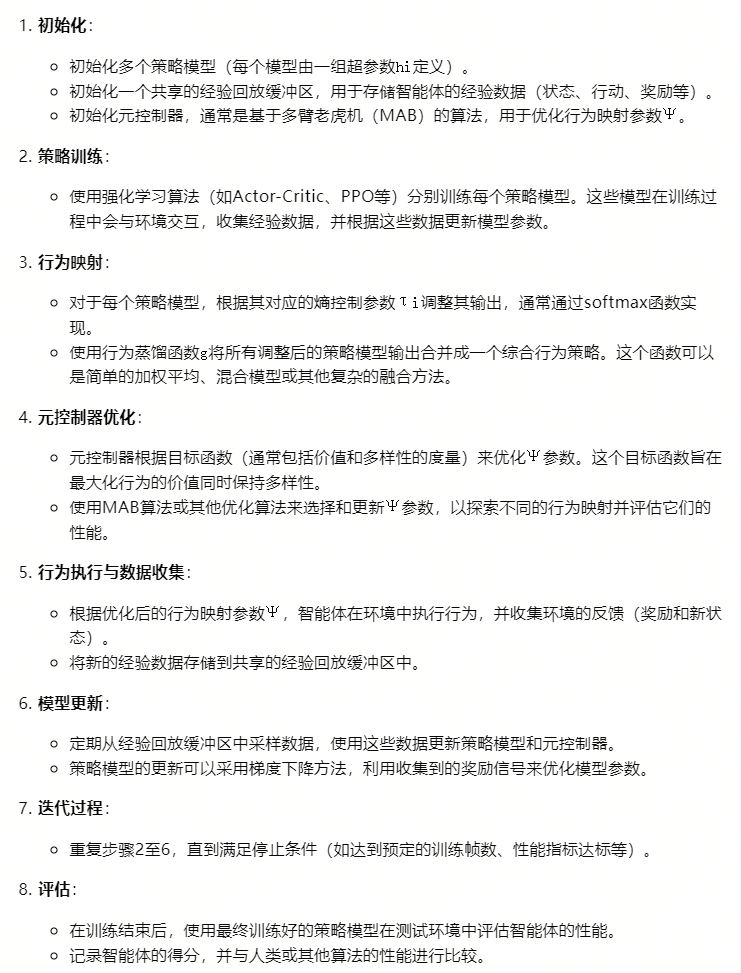 1. 初始化：
初始化多个策略模型（每个模型由一组超参数hi定义）。
初始化一个共享的经验回放缓冲区，用于存储智能体的经验数据（状态、行动、奖励等）。
初始化元控制器，通常是基于多臂老虎机（MAB）的算法，用于优化行为映射参数Ψ。
2. 策略训练：
使用强化学习算法（如Actor-Critic、PPO等）分别训练每个策略模型。这些模型在训练过
程中会与环境交互，收集经验数据，并根据这些数据更新模型参数。
3. 行为映射：
对于每个策略模型，根据其对应的熵控制参数τi调整其输出，通常通过softmax函数实
现。
使用行为蒸馏函数g将所有调整后的策略模型输出合并成一个综合行为策略。这个函数可以
是简单的加权平均、混合模型或其他复杂的融合方法。
4. 元控制器优化：
元控制器根据目标函数（通常包括价值和多样性的度量）来优化Ψ参数。这个目标函数旨在
最大化行为的价值同时保持多样性。
使用MAB算法或其他优化算法来选择和更新Ψ参数，以探索不同的行为映射并评估它们的
性能。
5. 行为执行与数据收集：
根据优化后的行为映射参数Ψ，智能体在环境中执行行为，并收集环境的反馈（奖励和新状
态）。
将新的经验数据存储到共享的经验回放缓冲区中。
6. 模型更新：
定期从经验回放缓冲区中采样数据，使用这些数据更新策略模型和元控制器。
策略模型的更新可以采用梯度下降方法，利用收集到的奖励信号来优化模型参数。
7. 迭代过程：
重复步骤2至6，直到满足停止条件（如达到预定的训练帧数、性能指标达标等）。
8. 评估：
在训练结束后，使用最终训练好的策略模型在测试环境中评估智能体的性能。
记录智能体的得分，并与人类或其他算法的性能进行比较。